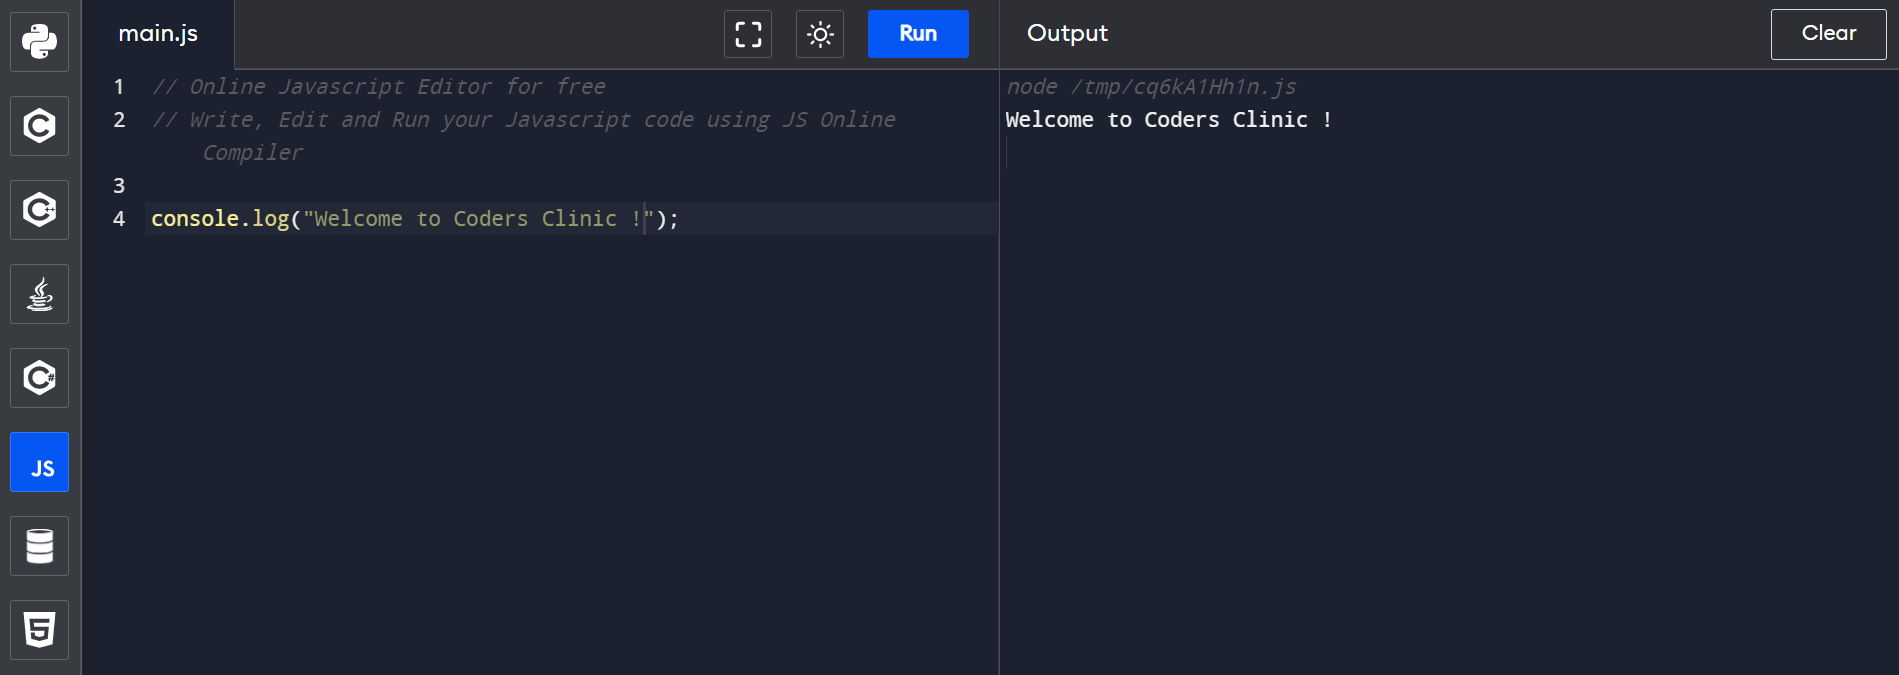 main.js
Run
Output
Clear
1 // Online Javascript Editor for free
2 // Write, Edit and Run your Javascript code using JS Online
Compiler
3
4 console.log("Welcome to Coders Clinic !");
node /tmp/cq6kA1Hh1n.js
Welcome to Coders Clinic !
C
C++
C#
JS
5